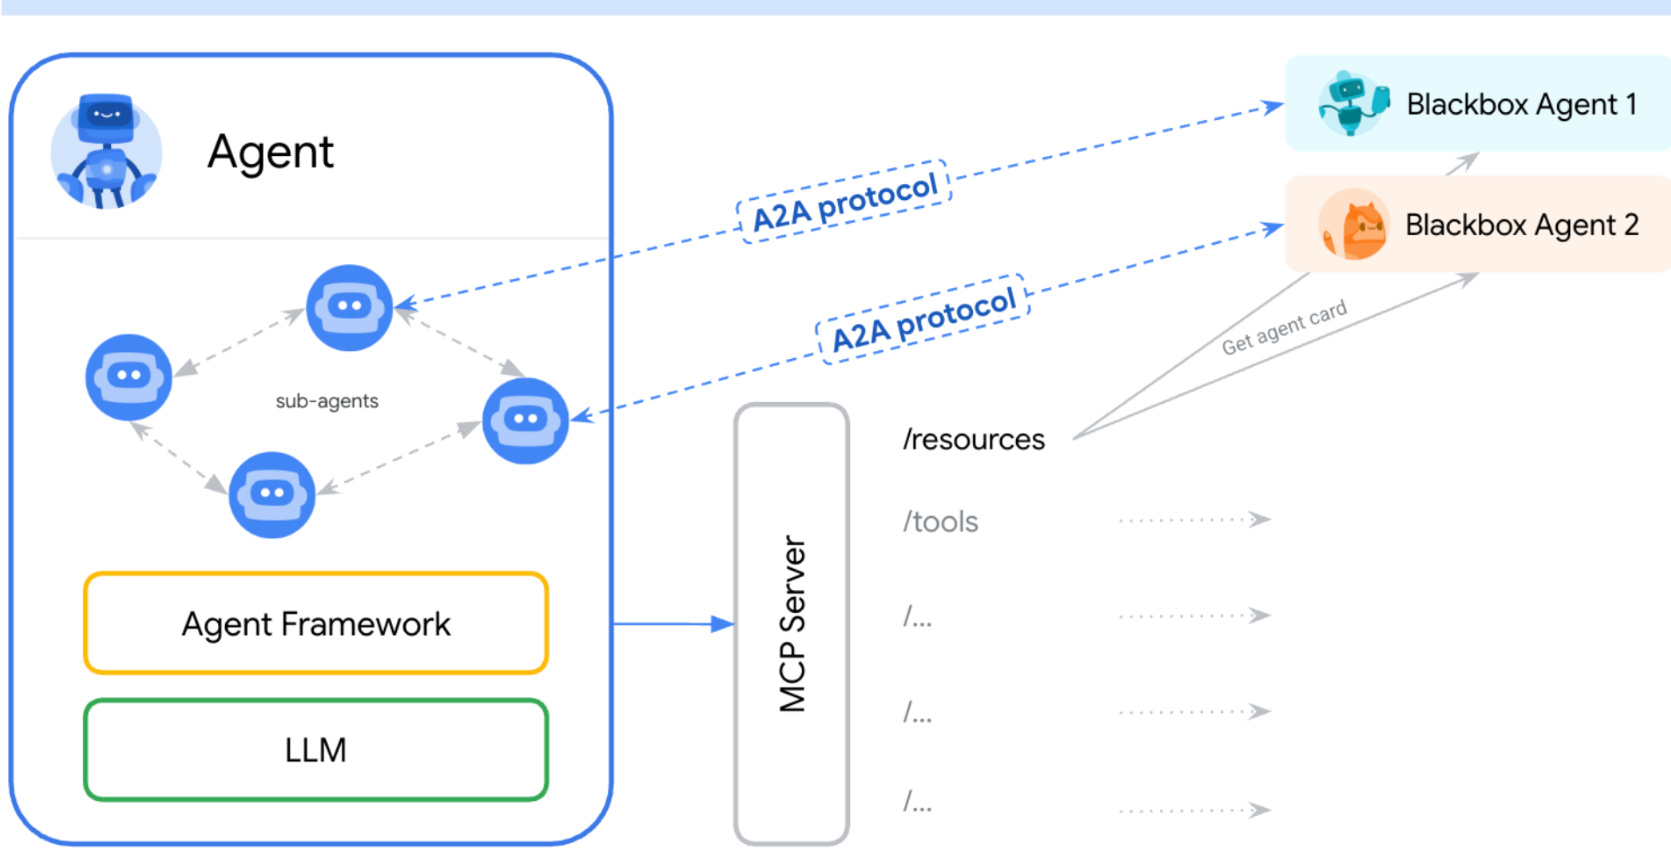 Agent
sub-agents
Agent Framework
LLM
A2A protocol
A2A protocol
MCP Server
/resources
/tools
/...
/...
/...
Get agent card
Blackbox Agent 1
Blackbox Agent 2